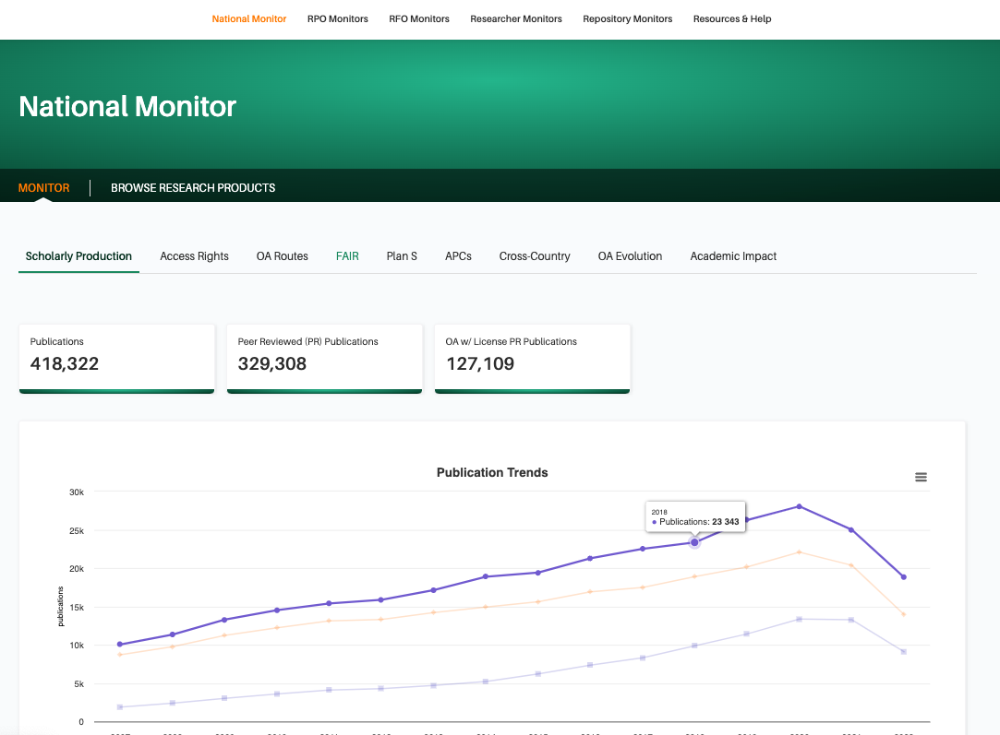 National Monitor RPO Monitors RFO Monitors Researcher Monitors Repository Monitors Resources & Help
National Monitor
MONITOR BROWSE RESEARCH PRODUCTS
Scholarly Production Access Rights OA Routes FAIR Plan S APCs Cross-Country OA Evolution Academic Impact
Publications
418,322
Peer Reviewed (PR) Publications
329,308
OA w/ License PR Publications
127,109
Publication Trends
30k
25k
20k
15k
10k
5k
0
publications
2018
Publications: 23 343